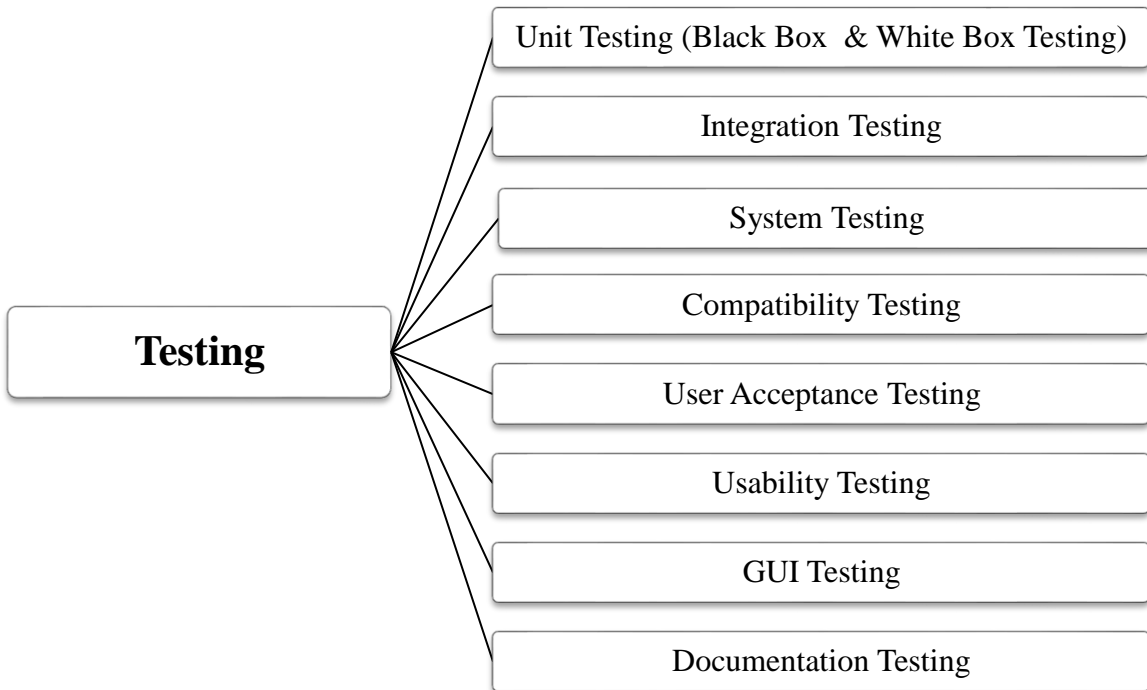 Unit Testing (Black Box & White Box Testing)
Integration Testing
System Testing
Compatibility Testing
Testing
User Acceptance Testing
Usability Testing
GUI Testing
Documentation Testing